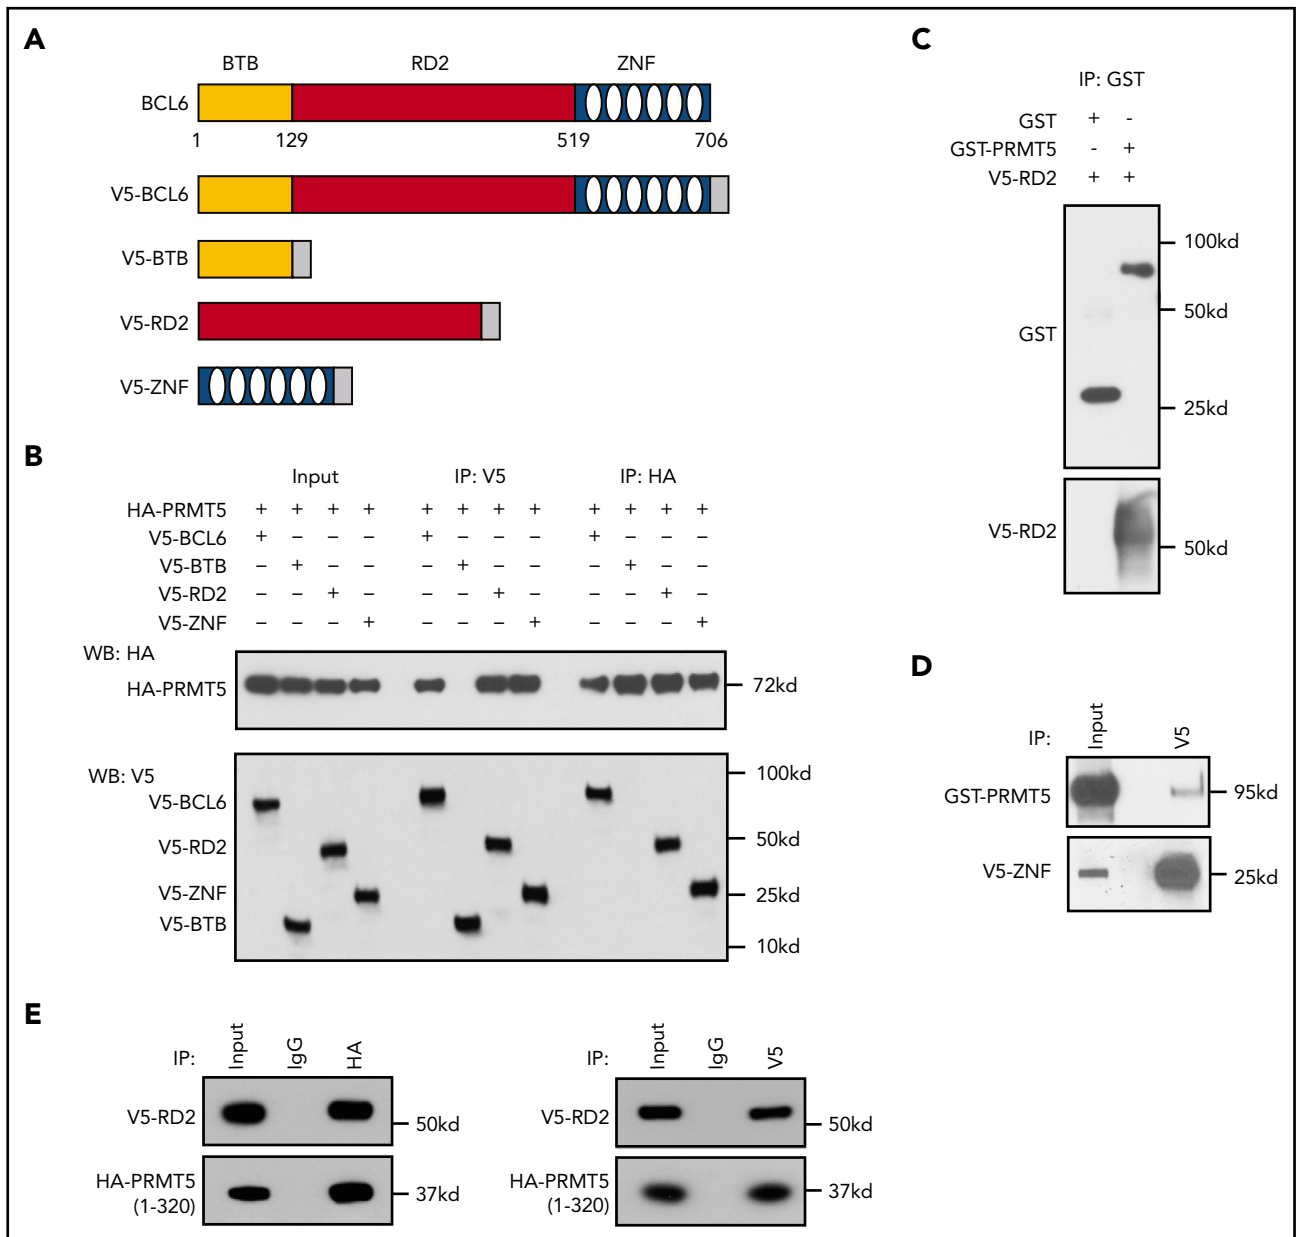 A
BTB RD2 ZNF
BCL6
1 129 519 706
V5-BCL6
V5-BTB
V5-RD2
V5-ZNF
B
Input IP: V5 IP: HA
HA-PRMT5 + + + + + + + + + + + +
V5-BCL6 + – – – + – – – + – – –
V5-BTB – + – – – + – – – + – –
V5-RD2 – – + – – – + – – – + –
V5-ZNF – – – + – – – + – – – +
WB: HA
HA-PRMT5 72kd
WB: V5
100kd
V5-BCL6
V5-RD2 50kd
V5-ZNF 25kd
V5-BTB
10kd
C
IP: GST
GST + -
GST-PRMT5 - +
V5-RD2 + +
100kd
50kd
GST
25kd
V5-RD2
50kd
D
IP: Input V5
GST-PRMT5 95kd
V5-ZNF 25kd
E
IP: Input IgG HA
V5-RD2 50kd
HA-PRMT5 37kd
(1-320)
IP: Input IgG V5
V5-RD2 50kd
HA-PRMT5 37kd
(1-320)